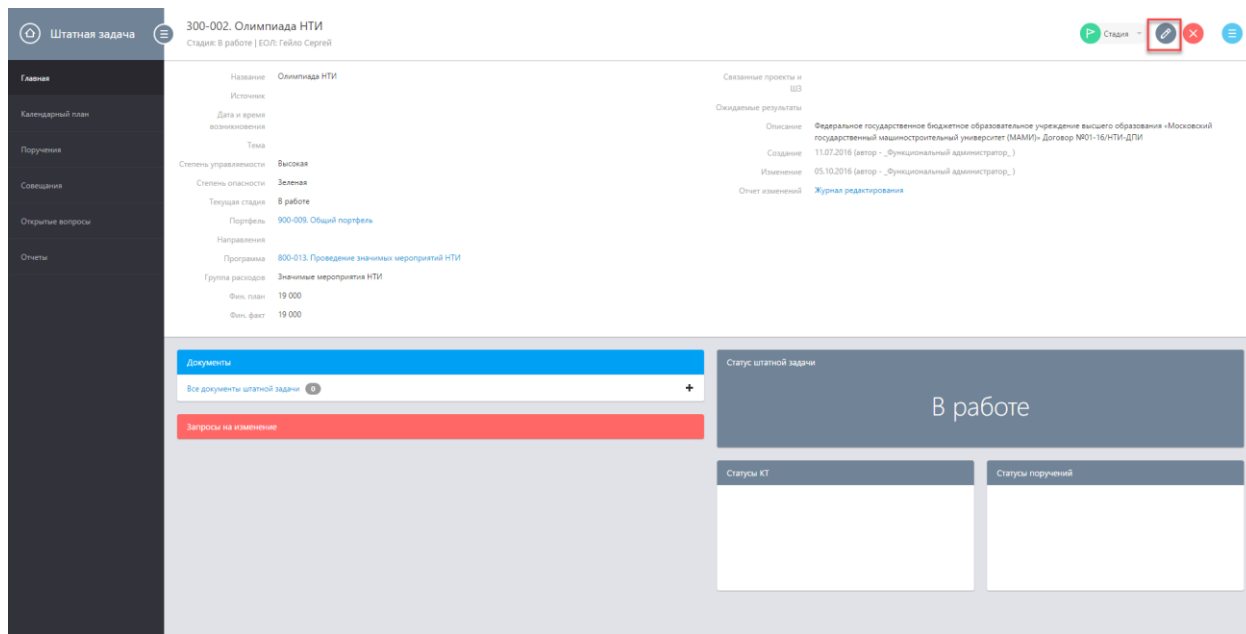 Штатная задача
300-002. Олимпиада НТИ
Стадия: В работе | ЕОЛ: Гейло Сергей
Стадия
Главная
Календарный план
Поручения
Совещания
Открытые вопросы
Отчеты
Название Олимпиада НТИ
Источник
Дата и время
возникновения
Тема
Степень управляемости Высокая
Степень опасности Зеленая
Текущая стадия В работе
Портфель 900-009. Общий портфель
Направления
Программа 800-013. Проведение значимых мероприятий НТИ
Группа расходов Значимые мероприятия НТИ
Фин. план 19 000
Фин. факт 19 000
Связанные проекты и
ШЗ
Ожидаемые результаты
Описание Федеральное государственное бюджетное образовательное учреждение высшего образования «Московский
государственный машиностроительный университет (МАМИ)» Договор №01-16/НТИ-ДПИ
Создание 11.07.2016 (автор - _Функциональный администратор_ )
Изменение 05.10.2016 (автор - _Функциональный администратор_ )
Отчет изменений Журнал редактирования
Документы
Все документы штатной задачи 0
Запросы на изменение
Статус штатной задачи
В работе
Статусы КТ
Статусы поручений